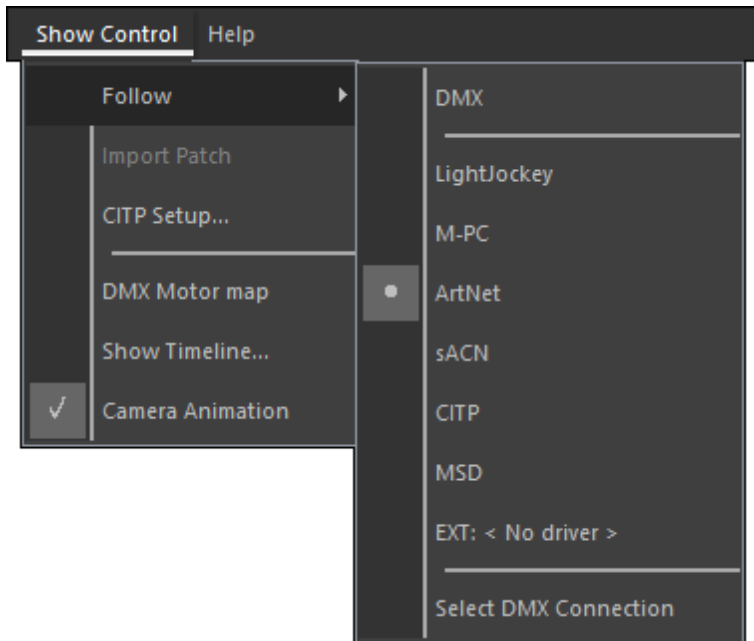 Show Control Help
Follow
Import Patch
CITP Setup...
DMX Motor map
Show Timeline...
Camera Animation
DMX
LightJockey
M-PC
ArtNet
sACN
CITP
MSD
EXT: < No driver >
Select DMX Connection